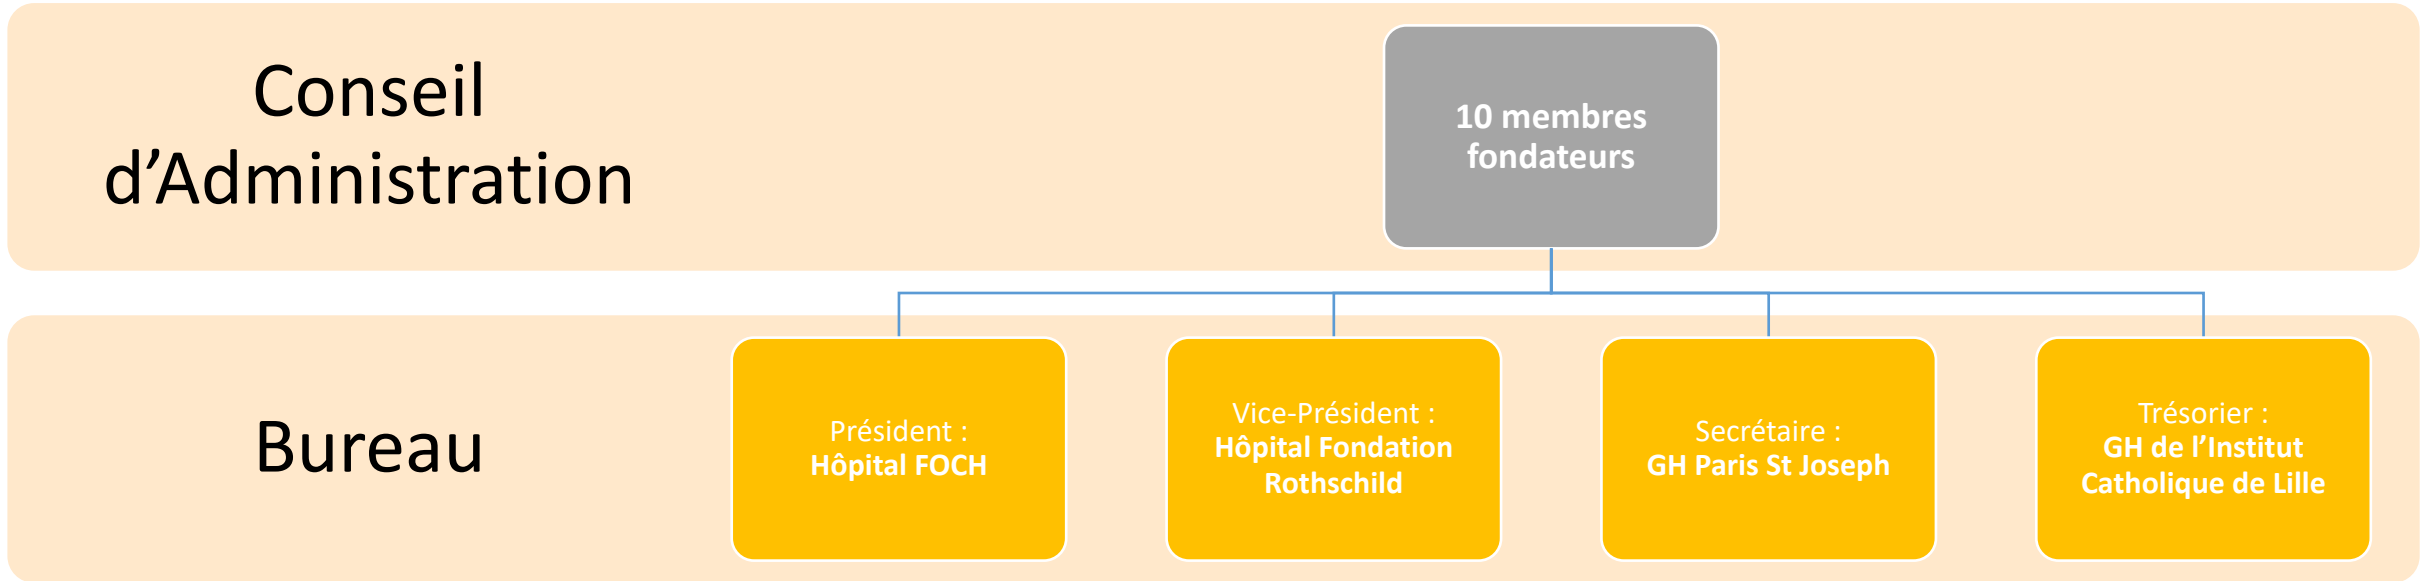 Conseil
d’Administration
10 membres
fondateurs
Bureau
Président :
Hôpital FOCH
Vice-Président :
Hôpital Fondation
Rothschild
Secrétaire :
GH Paris St Joseph
Trésorier :
GH de l’Institut
Catholique de Lille